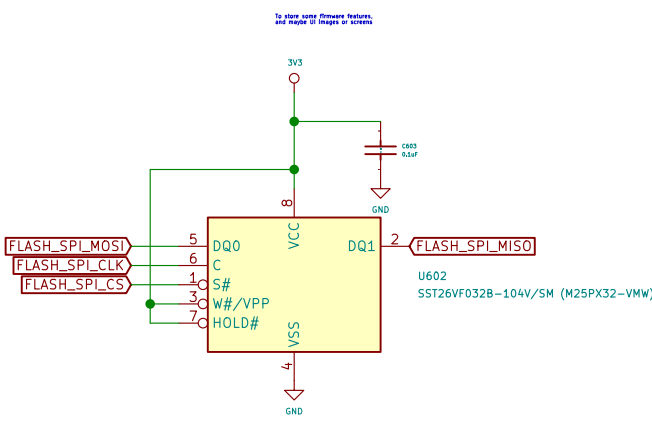 To store some firmware features,
and maybe UI images or screens
3V3
C603
0.1uF
GND
8
VCC
FLASH_SPI_MOSI
5
DQ0
DQ1
2
FLASH_SPI_MISO
FLASH_SPI_CLK
6
C
FLASH_SPI_CS
1
S#
3
W#/VPP
7
HOLD#
U602
SST26VF032B-104V/SM (M25PX32-VMW)
VSS
4
GND